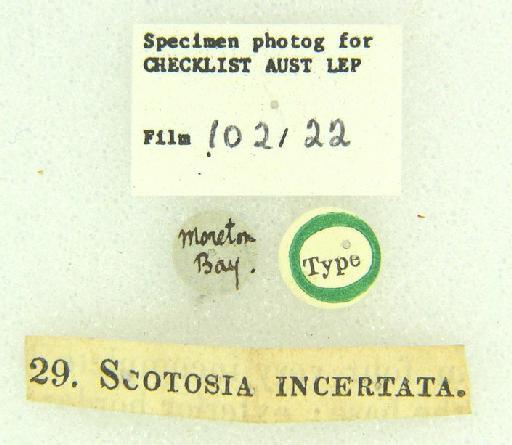 Specimen photog for
CHECKLIST AUST LEP
Film 102/22
Moreton
Bay.
Type
29. SCOTOSIA INCERTATA.